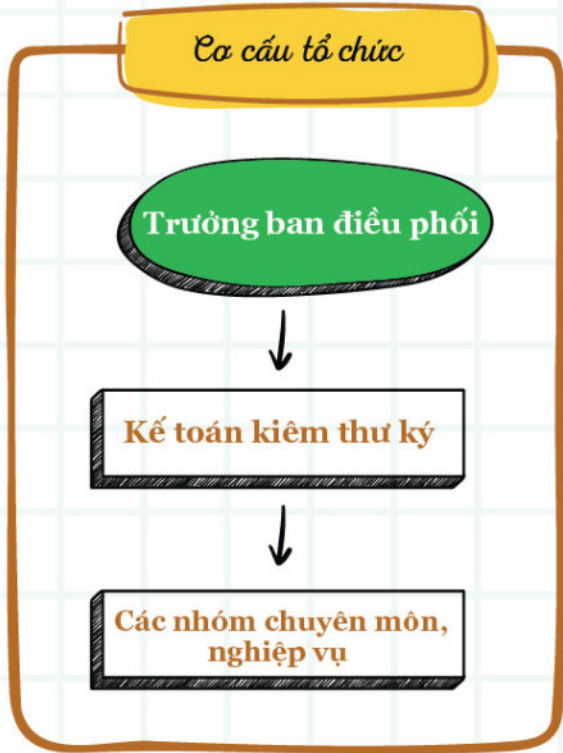 Cơ cấu tổ chức
Trưởng ban điều phối
Kế toán kiêm thư ký
Các nhóm chuyên môn,
nghiệp vụ